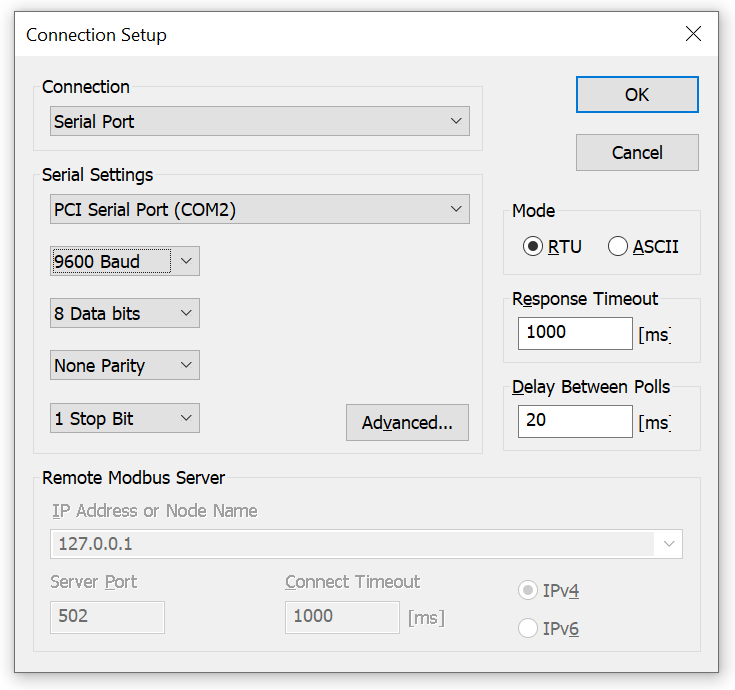 Connection Setup
Connection
Serial Port
OK
Cancel
Serial Settings
PCI Serial Port (COM2)
9600 Baud
8 Data bits
None Parity
1 Stop Bit
Advanced...
Mode
RTU ASCII
Response Timeout
1000 [ms]
Delay Between Polls
20 [ms]
Remote Modbus Server
IP Address or Node Name
127.0.0.1
Server Port Connect Timeout
502 1000 [ms]
IPv4
IPv6